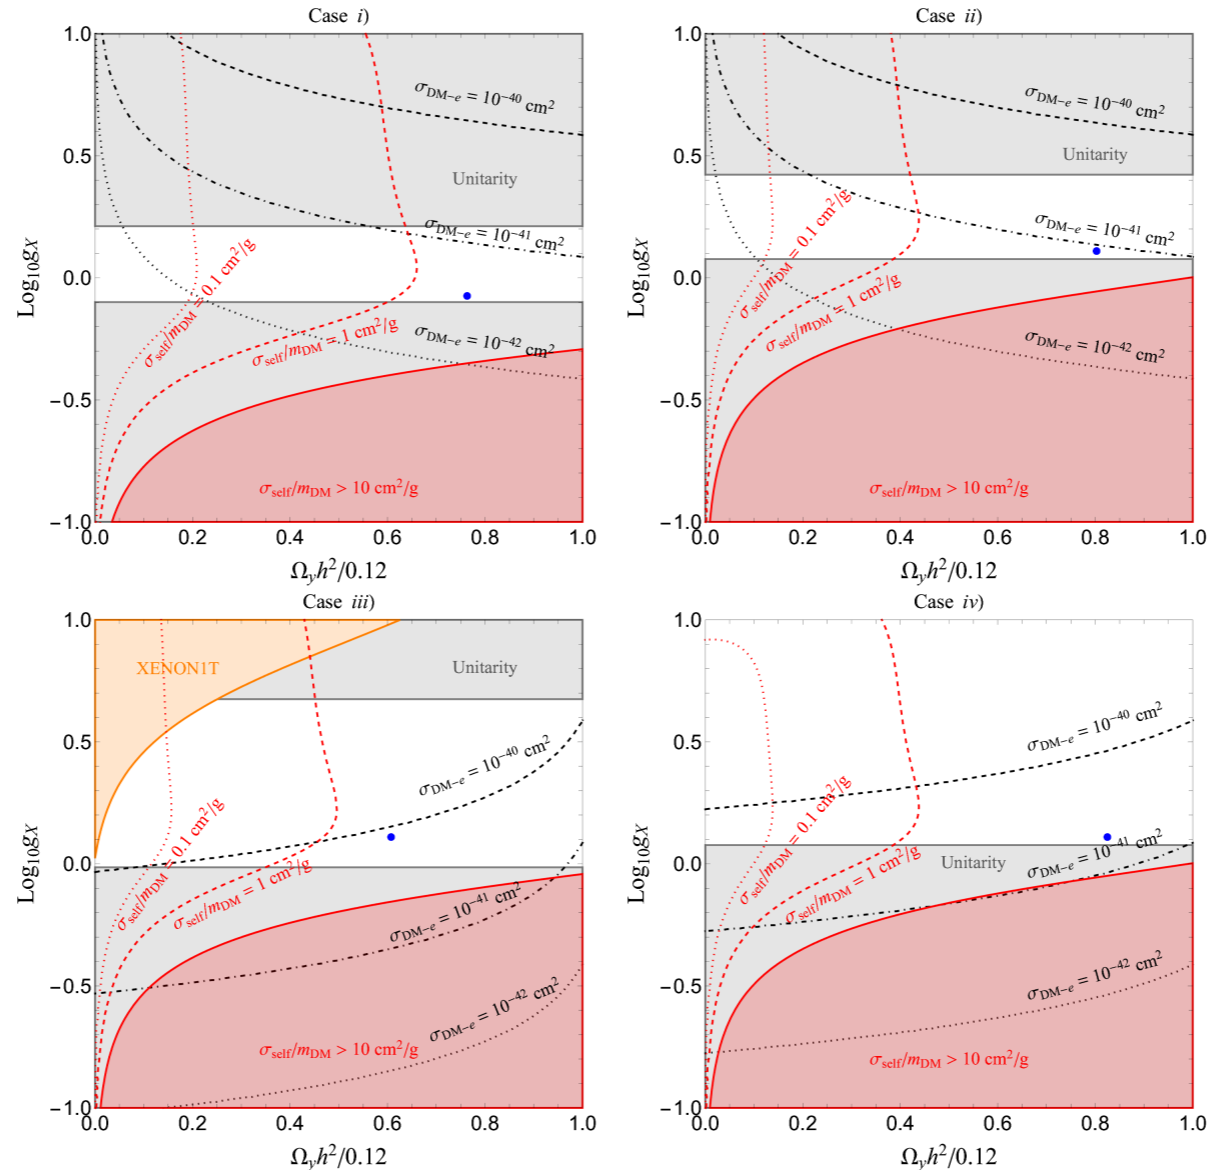 Case i)
1.0
0.5
0.0
−0.5
−1.0
Log₁₀gX
σDM−e = 10⁻⁴⁰ cm²
Unitarity
σDM−e = 10⁻⁴¹ cm²
σself/mDM = 0.1 cm²/g
σself/mDM = 1 cm²/g
σDM−e = 10⁻⁴² cm²
σself/mDM > 10 cm²/g
0.0 0.2 0.4 0.6 0.8 1.0
Ωyh²/0.12
Case ii)
1.0
0.5
0.0
−0.5
−1.0
Log₁₀gX
σDM−e = 10⁻⁴⁰ cm²
Unitarity
σDM−e = 10⁻⁴¹ cm²
σself/mDM = 0.1 cm²/g
σself/mDM = 1 cm²/g
σDM−e = 10⁻⁴² cm²
σself/mDM > 10 cm²/g
0.0 0.2 0.4 0.6 0.8 1.0
Ωyh²/0.12
Case iii)
1.0
0.5
0.0
−0.5
−1.0
Log₁₀gX
XENON1T
Unitarity
σDM−e = 10⁻⁴⁰ cm²
σself/mDM = 0.1 cm²/g
σself/mDM = 1 cm²/g
σDM−e = 10⁻⁴¹ cm²
σDM−e = 10⁻⁴² cm²
σself/mDM > 10 cm²/g
0.0 0.2 0.4 0.6 0.8 1.0
Ωyh²/0.12
Case iv)
1.0
0.5
0.0
−0.5
−1.0
Log₁₀gX
σDM−e = 10⁻⁴⁰ cm²
σself/mDM = 0.1 cm²/g
Unitarity
σDM−e = 10⁻⁴¹ cm²
σself/mDM = 1 cm²/g
σDM−e = 10⁻⁴² cm²
σself/mDM > 10 cm²/g
0.0 0.2 0.4 0.6 0.8 1.0
Ωyh²/0.12